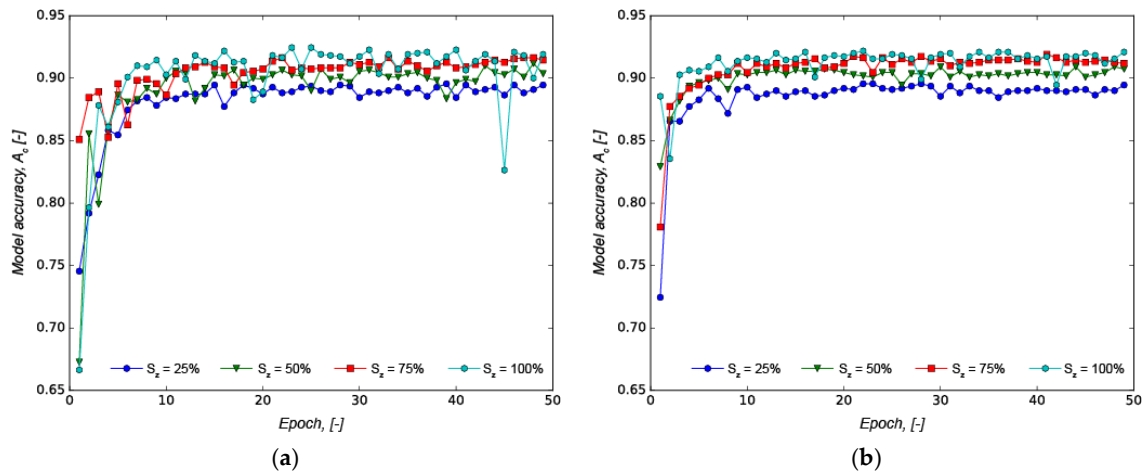 0.95
0.90
0.85
0.80
0.75
0.70
0.65
Model accuracy, A_c [-]
S_z = 25% S_z = 50% S_z = 75% S_z = 100%
0 10 20 30 40 50
Epoch, [-]
(a)
0.95
0.90
0.85
0.80
0.75
0.70
0.65
Model accuracy, A_c [-]
S_z = 25% S_z = 50% S_z = 75% S_z = 100%
0 10 20 30 40 50
Epoch, [-]
(b)